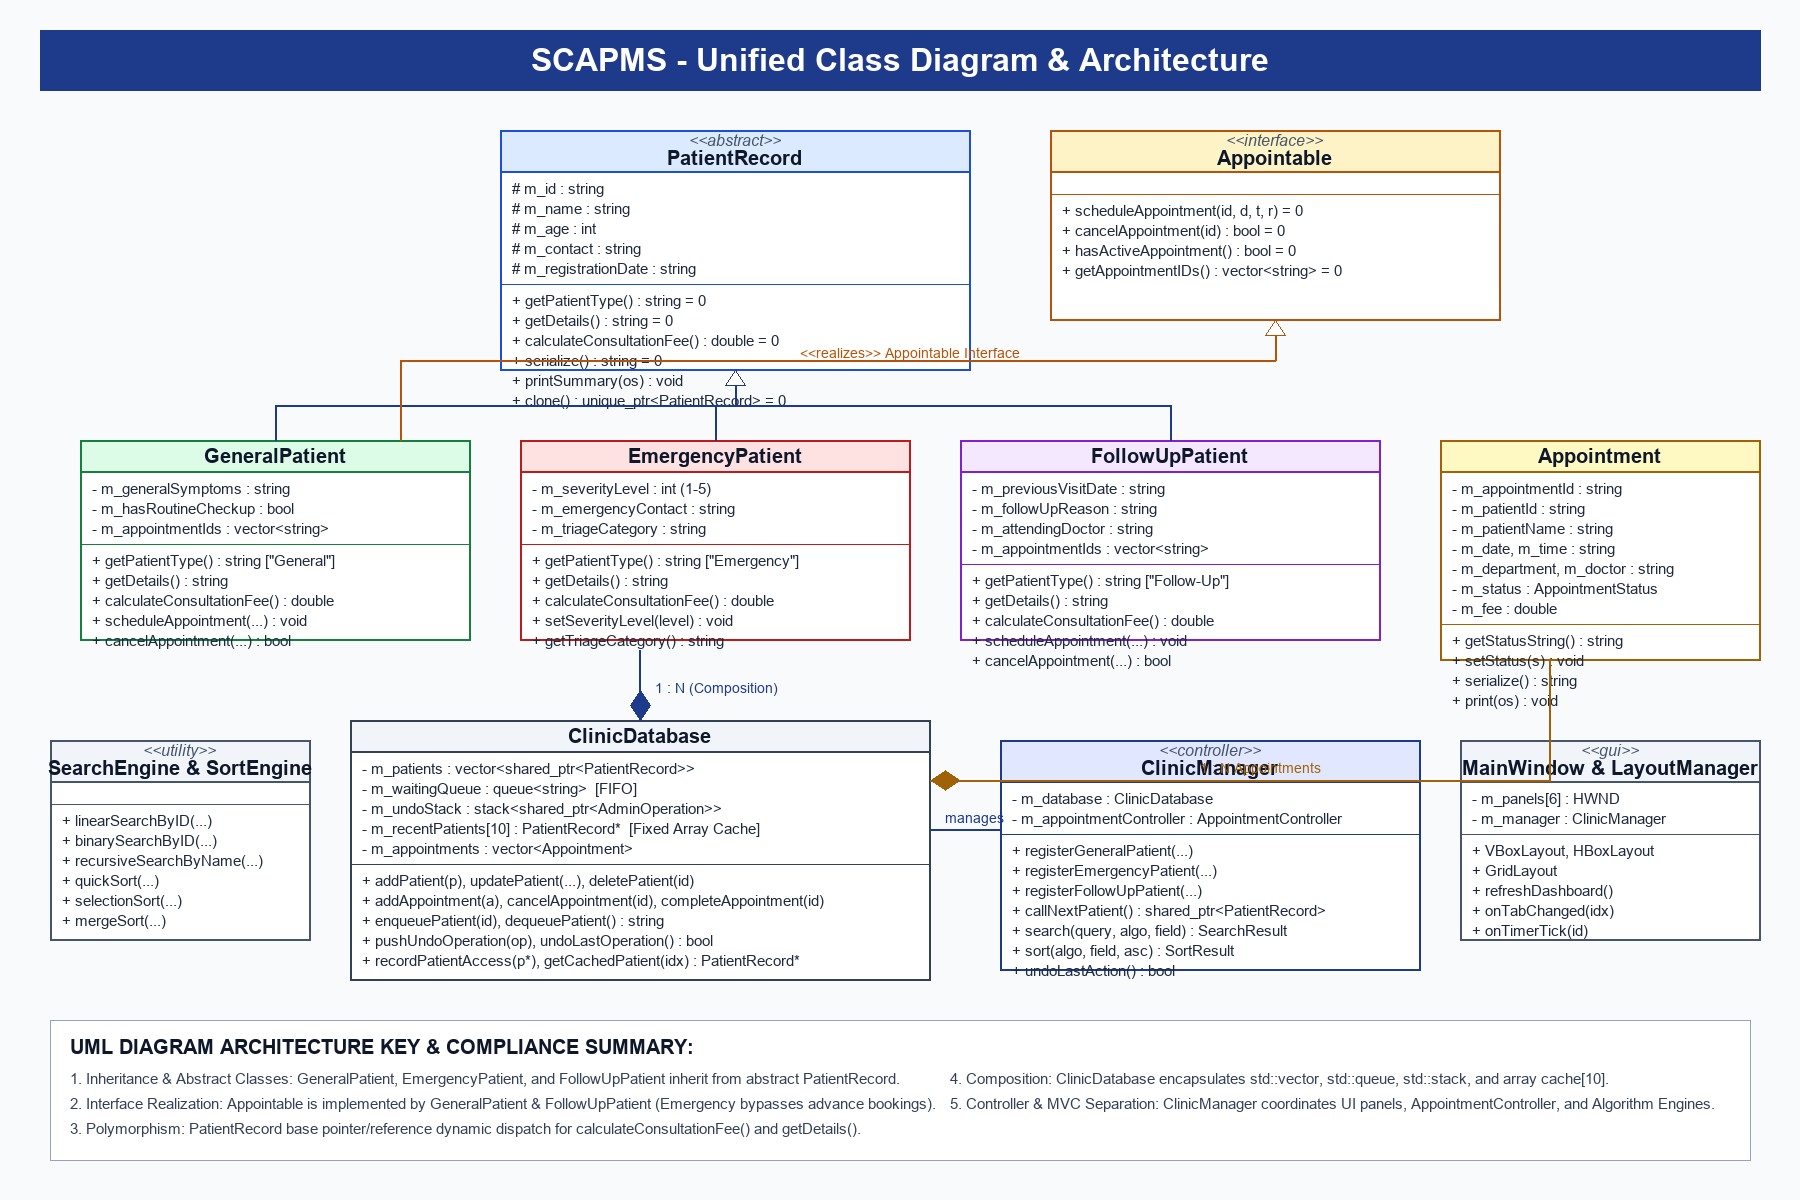 SCAPMS - Unified Class Diagram & Architecture
<<abstract>>
PatientRecord
# m_id : string
# m_name : string
# m_age : int
# m_contact : string
# m_registrationDate : string
+ getPatientType() : string = 0
+ getDetails() : string = 0
+ calculateConsultationFee() : double = 0
+ serialize() : string = 0
+ printSummary(os) : void
+ clone() : unique_ptr<PatientRecord> = 0
<<interface>>
Appointable
+ scheduleAppointment(id, d, t, r) = 0
+ cancelAppointment(id) : bool = 0
+ hasActiveAppointment() : bool = 0
+ getAppointmentIDs() : vector<string> = 0
<<realizes>> Appointable Interface
GeneralPatient
- m_generalSymptoms : string
- m_hasRoutineCheckup : bool
- m_appointmentIds : vector<string>
+ getPatientType() : string ["General"]
+ getDetails() : string
+ calculateConsultationFee() : double
+ scheduleAppointment(...) : void
+ cancelAppointment(...) : bool
EmergencyPatient
- m_severityLevel : int (1-5)
- m_emergencyContact : string
- m_triageCategory : string
+ getPatientType() : string ["Emergency"]
+ getDetails() : string
+ calculateConsultationFee() : double
+ setSeverityLevel(level) : void
+ getTriageCategory() : string
FollowUpPatient
- m_previousVisitDate : string
- m_followUpReason : string
- m_attendingDoctor : string
- m_appointmentIds : vector<string>
+ getPatientType() : string ["Follow-Up"]
+ getDetails() : string
+ calculateConsultationFee() : double
+ scheduleAppointment(...) : void
+ cancelAppointment(...) : bool
Appointment
- m_appointmentId : string
- m_patientId : string
- m_patientName : string
- m_date, m_time : string
- m_department, m_doctor : string
- m_status : AppointmentStatus
- m_fee : double
+ getStatusString() : string
+ setStatus(s) : void
+ serialize() : string
+ print(os) : void
1 : N (Composition)
<<utility>>
SearchEngine & SortEngine
+ linearSearchByID(...)
+ binarySearchByID(...)
+ recursiveSearchByName(...)
+ quickSort(...)
+ selectionSort(...)
+ mergeSort(...)
ClinicDatabase
- m_patients : vector<shared_ptr<PatientRecord>>
- m_waitingQueue : queue<string>  [FIFO]
- m_undoStack : stack<shared_ptr<AdminOperation>>
- m_recentPatients[10] : PatientRecord*  [Fixed Array Cache]
- m_appointments : vector<Appointment>
+ addPatient(p), updatePatient(...), deletePatient(id)
+ addAppointment(a), cancelAppointment(id), completeAppointment(id)
+ enqueuePatient(id), dequeuePatient() : string
+ pushUndoOperation(op), undoLastOperation() : bool
+ recordPatientAccess(p*), getCachedPatient(idx) : PatientRecord*
manages
<<controller>>
ClinicManager
Appointments
- m_database : ClinicDatabase
- m_appointmentController : AppointmentController
+ registerGeneralPatient(...)
+ registerEmergencyPatient(...)
+ registerFollowUpPatient(...)
+ callNextPatient() : shared_ptr<PatientRecord>
+ search(query, algo, field) : SearchResult
+ sort(algo, field, asc) : SortResult
+ undoLastAction() : bool
<<gui>>
MainWindow & LayoutManager
- m_panels[6] : HWND
- m_manager : ClinicManager
+ VBoxLayout, HBoxLayout
+ GridLayout
+ refreshDashboard()
+ onTabChanged(idx)
+ onTimerTick(id)
UML DIAGRAM ARCHITECTURE KEY & COMPLIANCE SUMMARY:
1. Inheritance & Abstract Classes: GeneralPatient, EmergencyPatient, and FollowUpPatient inherit from abstract PatientRecord.
2. Interface Realization: Appointable is implemented by GeneralPatient & FollowUpPatient (Emergency bypasses advance bookings).
3. Polymorphism: PatientRecord base pointer/reference dynamic dispatch for calculateConsultationFee() and getDetails().
4. Composition: ClinicDatabase encapsulates std::vector, std::queue, std::stack, and array cache[10].
5. Controller & MVC Separation: ClinicManager coordinates UI panels, AppointmentController, and Algorithm Engines.